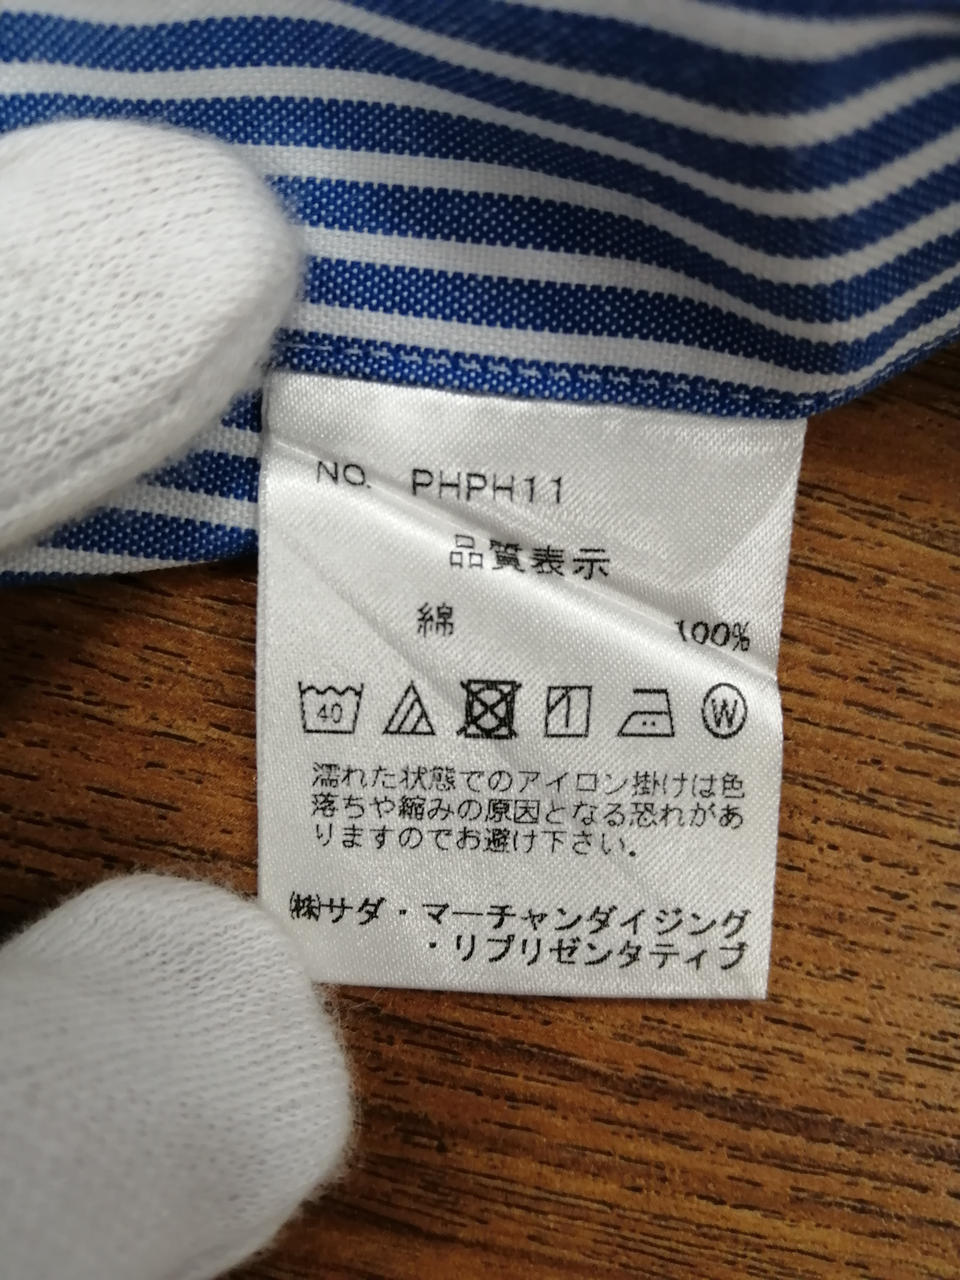 NO. PHPH11
品質表示
綿 100%
40 W
濡れた状態でのアイロン掛けは色
落ちや縮みの原因となる恐れがあ
りますのでお避け下さい。
㈱サダ・マーチャンダイジング
・リプリゼンタティブ